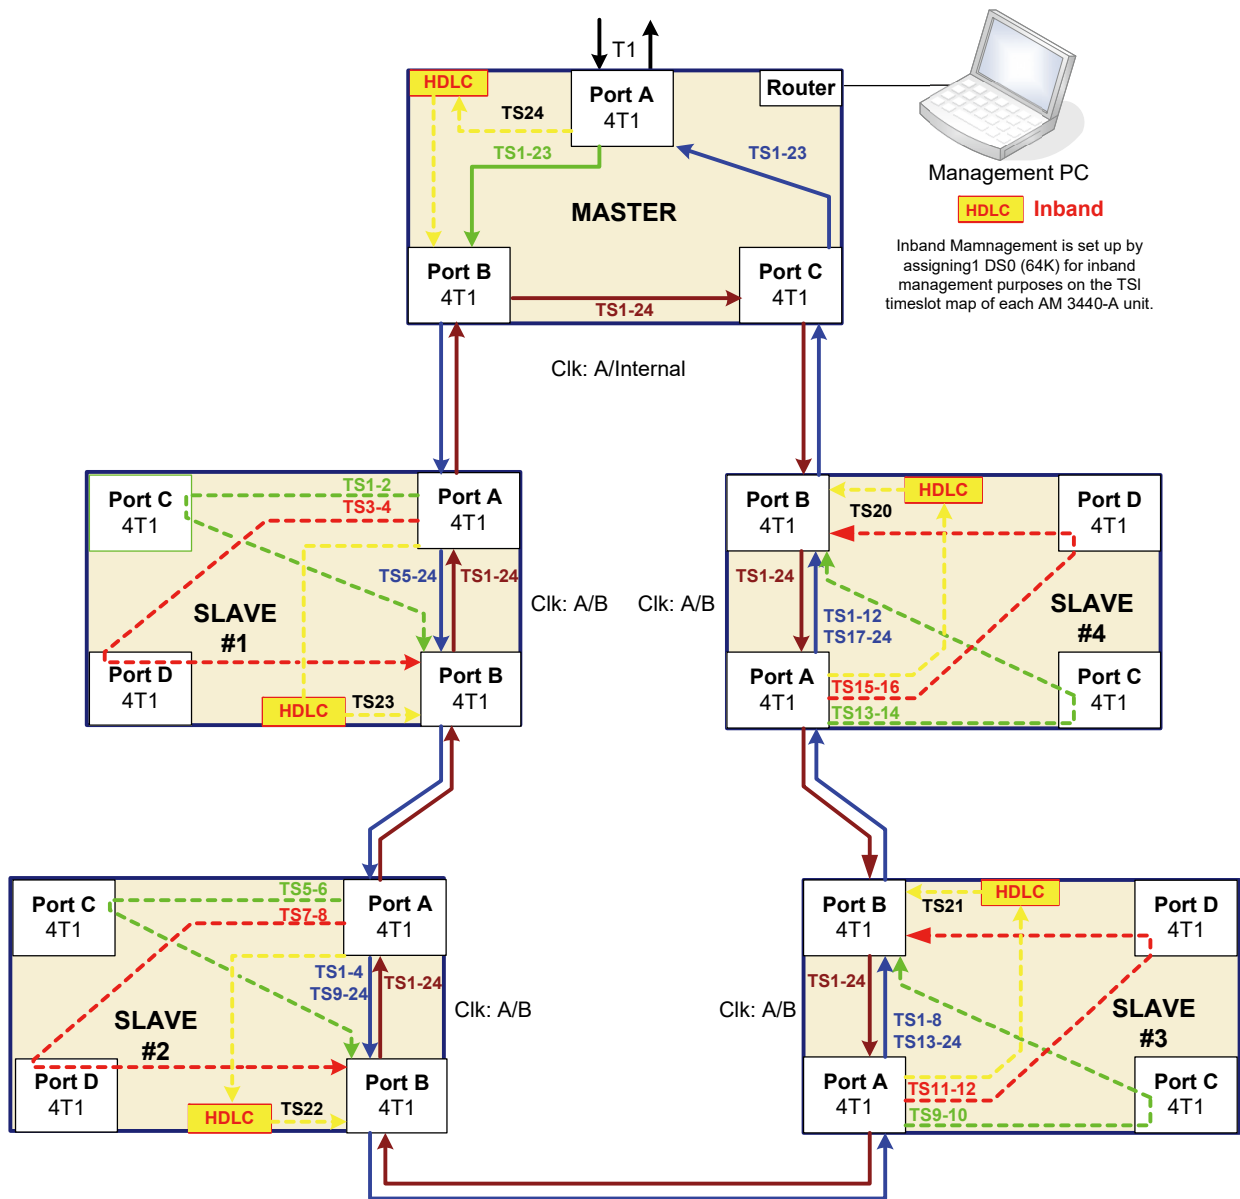 T1
HDLC
Port A
4T1
Router
TS24
TS1-23
TS1-23
MASTER
Port B
4T1
Port C
4T1
TS1-24
Management PC
HDLC Inband
Inband Mamnagement is set up by
assigning1 DS0 (64K) for inband
management purposes on the TSI
timeslot map of each AM 3440-A unit.
Clk: A/Internal
Port C
4T1
TS1-2
TS3-4
Port A
4T1
TS5-24
TS1-24
SLAVE
#1
Port D
4T1
HDLC
TS23
Port B
4T1
Clk: A/B
Clk: A/B
Port B
4T1
HDLC
TS20
Port D
4T1
TS1-24
TS1-12
TS17-24
SLAVE
#4
Port A
4T1
TS15-16
TS13-14
Port C
4T1
Port C
4T1
TS5-6
TS7-8
Port A
4T1
TS1-4
TS9-24
TS1-24
SLAVE
#2
Port D
4T1
HDLC
TS22
Port B
4T1
Clk: A/B
Clk: A/B
Port B
4T1
HDLC
TS21
Port D
4T1
TS1-24
TS1-8
TS13-24
SLAVE
#3
Port A
4T1
TS11-12
TS9-10
Port C
4T1